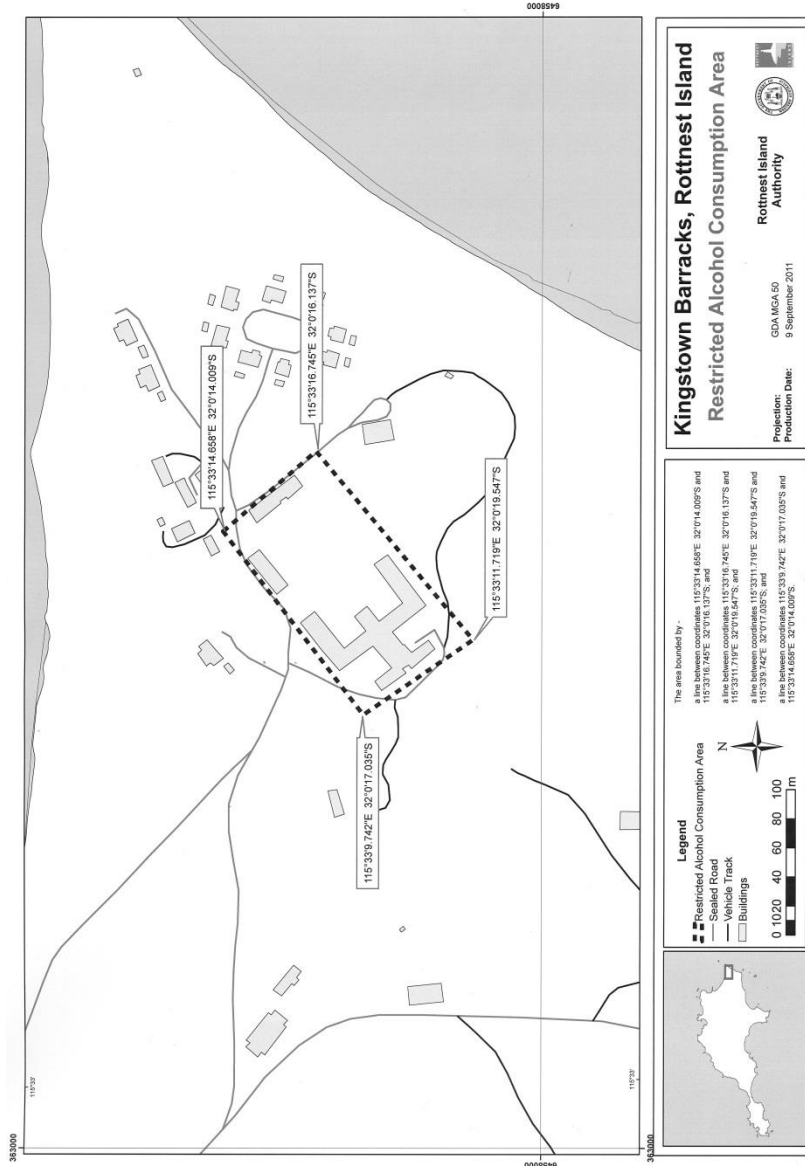 6458000
363000
115°33'
115°33'14.658"E  32°0'14.009"S
115°33'16.745"E  32°0'16.137"S
115°33'9.742"E  32°0'17.035"S
115°33'11.719"E  32°0'19.547"S
115°33'
363000
6458000
Legend
Restricted Alcohol Consumption Area
Sealed Road
Vehicle Track
Buildings
N
0 1020 40 60 80 100
m
The area bounded by -
a line between coordinates 115°33'14.658"E  32°0'14.009"S and
115°33'16.745"E  32°0'16.137"S; and
a line between coordinates 115°33'16.745"E  32°0'16.137"S and
115°33'11.719"E  32°0'19.547"S; and
a line between coordinates 115°33'11.719"E  32°0'19.547"S and
115°33'9.742"E  32°0'17.035"S; and
a line between coordinates 115°33'9.742"E  32°0'17.035"S and
115°33'14.658"E  32°0'14.009"S.
Kingstown Barracks, Rottnest Island
Restricted Alcohol Consumption Area
Projection: GDA MGA 50
Production Date: 9 September 2011
Rottnest Island
Authority